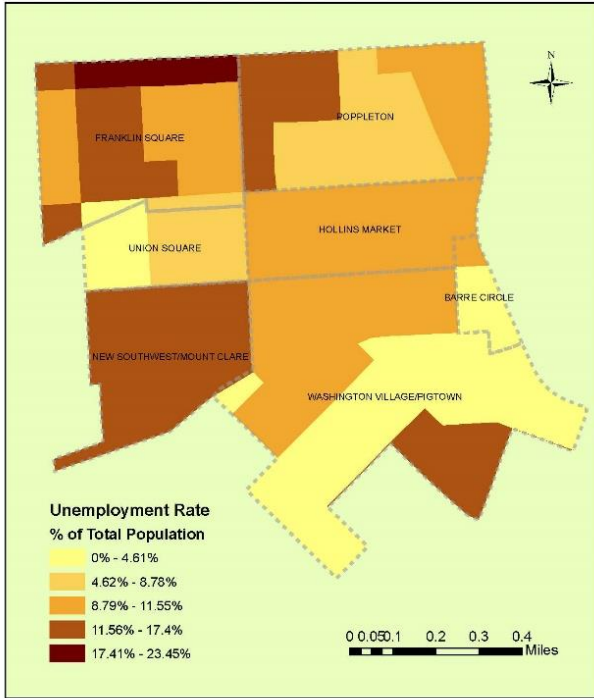 N
POPPLETON
FRANKLIN SQUARE
HOLLINS MARKET
UNION SQUARE
BARRE CIRCLE
NEW SOUTHWEST/MOUNT CLARE
WASHINGTON VILLAGE/PIGTOWN
Unemployment Rate
% of Total Population
0% - 4.61%
4.62% - 8.78%
8.79% - 11.55%
11.56% - 17.4%
17.41% - 23.45%
0 0.050.1 0.2 0.3 0.4
Miles